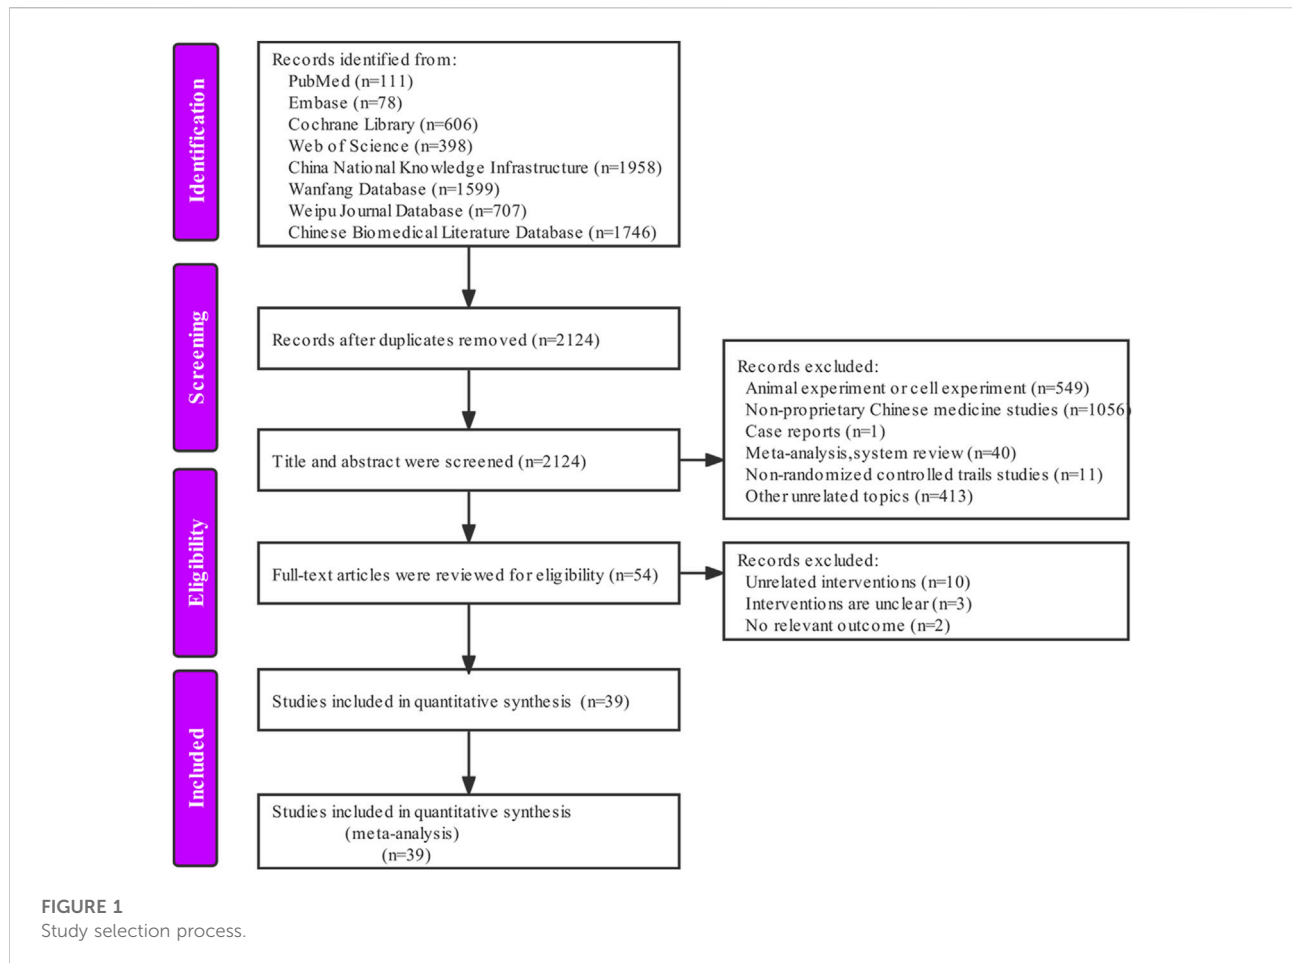 Identification
Records identified from:
PubMed (n=111)
Embase (n=78)
Cochrane Library (n=606)
Web of Science (n=398)
China National Knowledge Infrastructure (n=1958)
Wanfang Database (n=1599)
Weipu Journal Database (n=707)
Chinese Biomedical Literature Database (n=1746)
Screening
Records after duplicates removed (n=2124)
Title and abstract were screened (n=2124)
Records excluded:
Animal experiment or cell experiment (n=549)
Non-proprietary Chinese medicine studies (n=1056)
Case reports (n=1)
Meta-analysis,system review (n=40)
Non-randomized controlled trails studies (n=11)
Other unrelated topics (n=413)
Eligibility
Full-text articles were reviewed for eligibility (n=54)
Records excluded:
Unrelated interventions (n=10)
Interventions are unclear (n=3)
No relevant outcome (n=2)
Included
Studies included in quantitative synthesis (n=39)
Studies included in quantitative synthesis
(meta-analysis)
(n=39)
FIGURE 1
Study selection process.